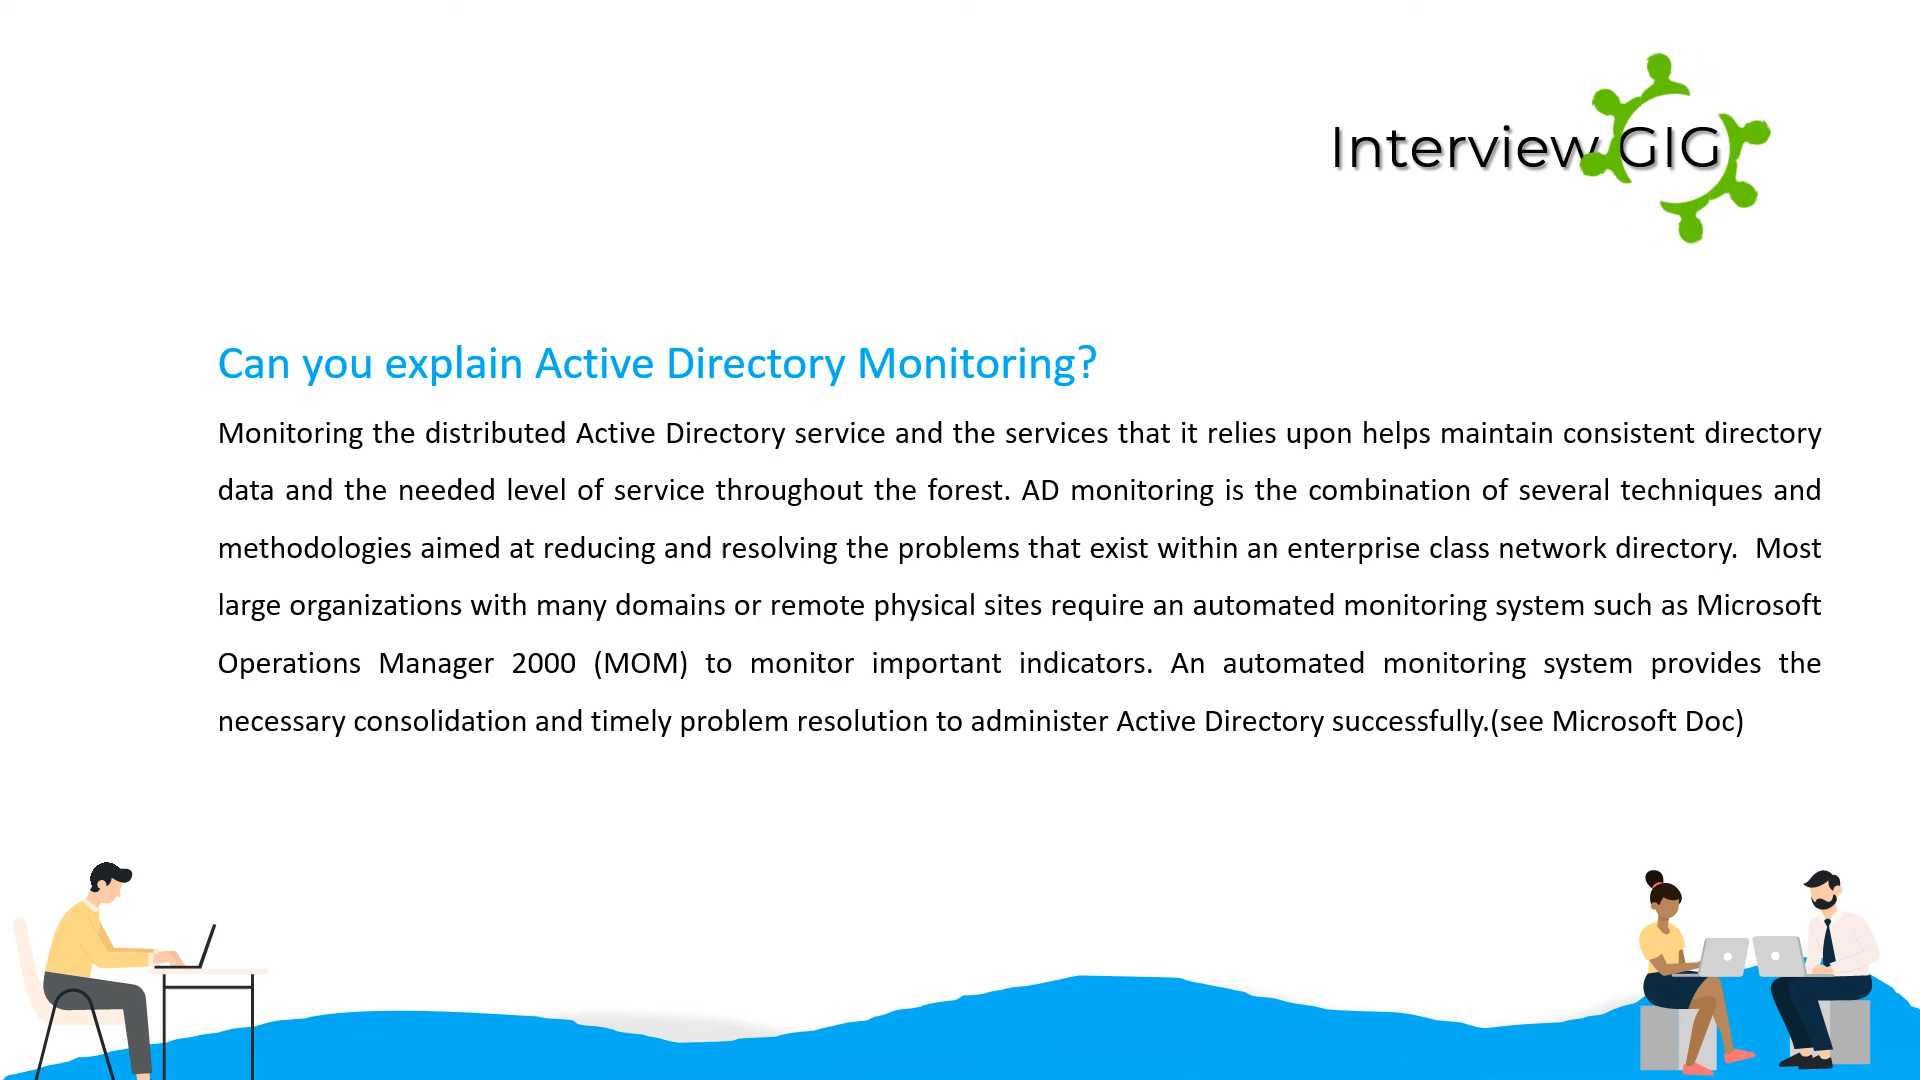 Interview GIG
Can you explain Active Directory Monitoring?
Monitoring the distributed Active Directory service and the services that it relies upon helps maintain consistent directory
data and the needed level of service throughout the forest. AD monitoring is the combination of several techniques and
methodologies aimed at reducing and resolving the problems that exist within an enterprise class network directory.  Most
large organizations with many domains or remote physical sites require an automated monitoring system such as Microsoft
Operations Manager 2000 (MOM) to monitor important indicators. An automated monitoring system provides the
necessary consolidation and timely problem resolution to administer Active Directory successfully.(see Microsoft Doc)